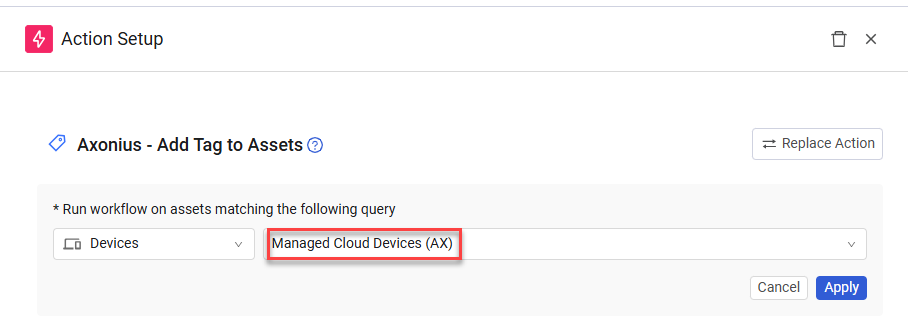 Action Setup
Axonius - Add Tag to Assets
Replace Action
* Run workflow on assets matching the following query
Devices
Managed Cloud Devices (AX)
Cancel
Apply